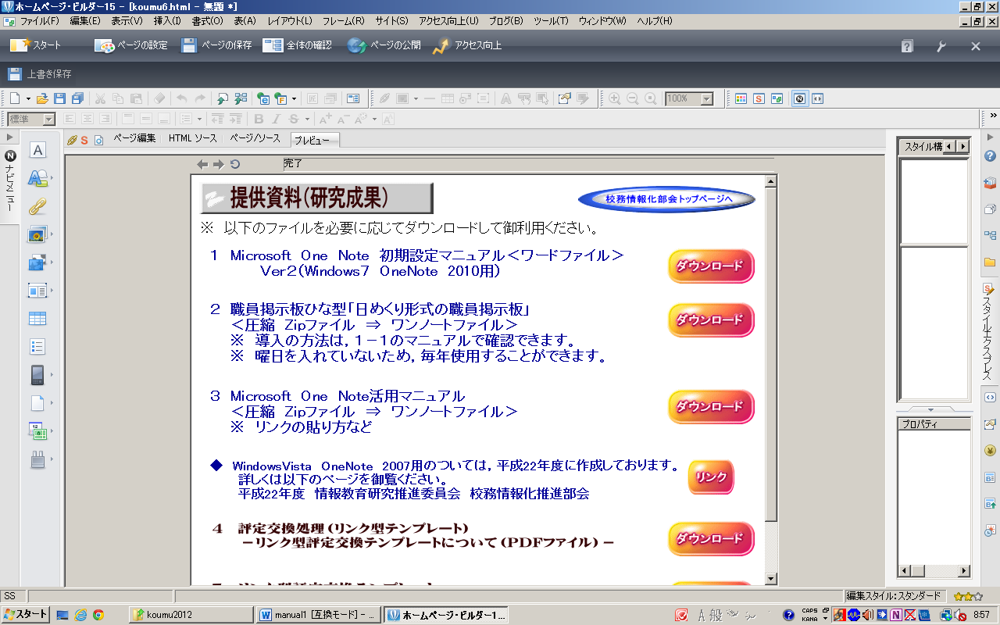 ホームページ・ビルダー15 - [koumu6.html - 無題 *]
ファイル(F) 編集(E) 表示(V) 挿入(I) 書式(O) 表(A) レイアウト(L) フレーム(R) サイト(S) アクセス向上(U) ブログ(B) ツール(T) ウィンドウ(W) ヘルプ(H)
スタート ページの設定 ページの保存 全体の確認 ページの公開 アクセス向上
上書き保存
100%
標準
ページ編集 HTML ソース ページ/ソース プレビュー
完了
ナビメニュー
スタイル構
スタイルエクスプレス
プロパティ
提供資料(研究成果)
校務情報化部会トップページへ
※ 以下のファイルを必要に応じてダウンロードして御利用ください。
1 Microsoft One Note 初期設定マニュアル<ワードファイル>
Ver2(Windows7 OneNote 2010用)
ダウンロード
2 職員掲示板ひな型「日めくり形式の職員掲示板」
<圧縮 Zipファイル ⇒ ワンノートファイル>
※ 導入の方法は,1-1のマニュアルで確認できます。
※ 曜日を入れていないため,毎年使用することができます。
ダウンロード
3 Microsoft One Note活用マニュアル
<圧縮 Zipファイル ⇒ ワンノートファイル>
※ リンクの貼り方など
ダウンロード
◆ WindowsVista OneNote 2007用のついては,平成22年度に作成しております。
詳しくは以下のページを御覧ください。
平成22年度 情報教育研究推進委員会 校務情報化推進部会
リンク
4 評定交換処理(リンク型テンプレート)
-リンク型評定交換テンプレートについて(PDFファイル)-
ダウンロード
SS
編集スタイル:スタンダード
スタート koumu2012 manual1 [互換モード] - ... ホームページ・ビルダー1...
A 般 CAPS KANA 8:57